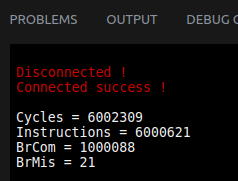 PROBLEMS OUTPUT DEBUG
Disconnected !
Connected success !
Cycles = 6002309
Instructions = 6000621
BrCom = 1000088
BrMis = 21